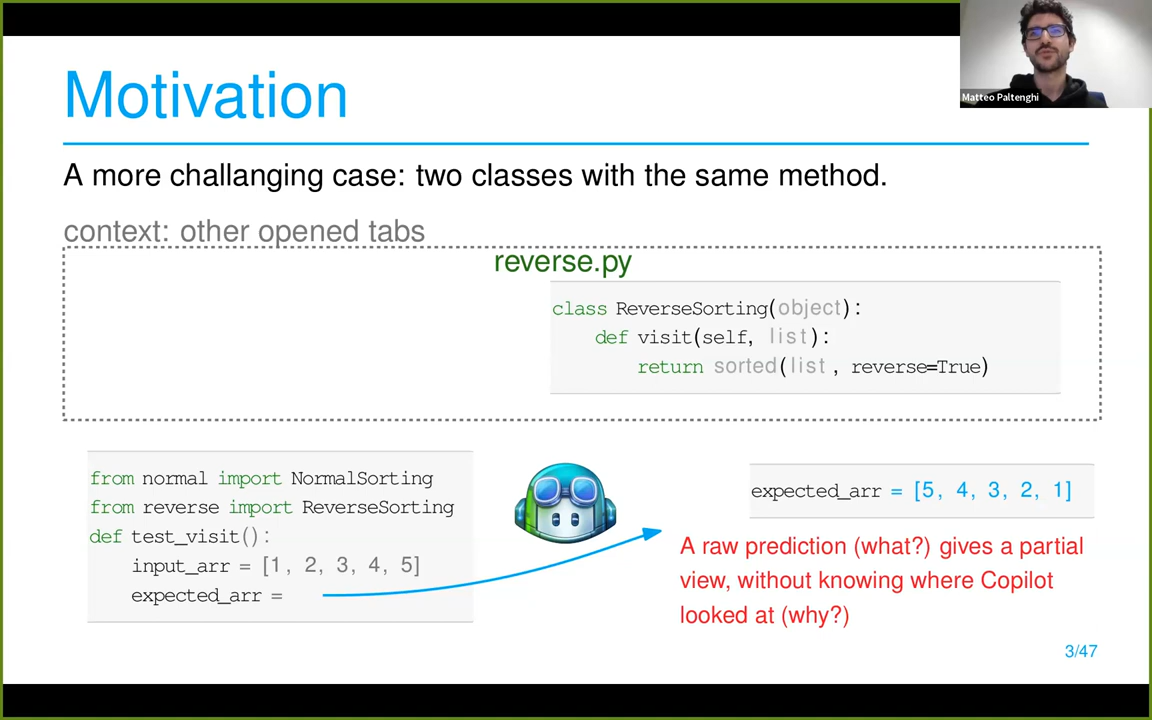 Motivation
Matteo Paltenghi
A more challanging case: two classes with the same method.
context: other opened tabs
reverse.py
class ReverseSorting(object):
def visit(self, list):
return sorted(list, reverse=True)
from normal import NormalSorting
from reverse import ReverseSorting
def test_visit():
input_arr = [1, 2, 3, 4, 5]
expected_arr =
expected_arr = [5, 4, 3, 2, 1]
A raw prediction (what?) gives a partial
view, without knowing where Copilot
looked at (why?)
3/47